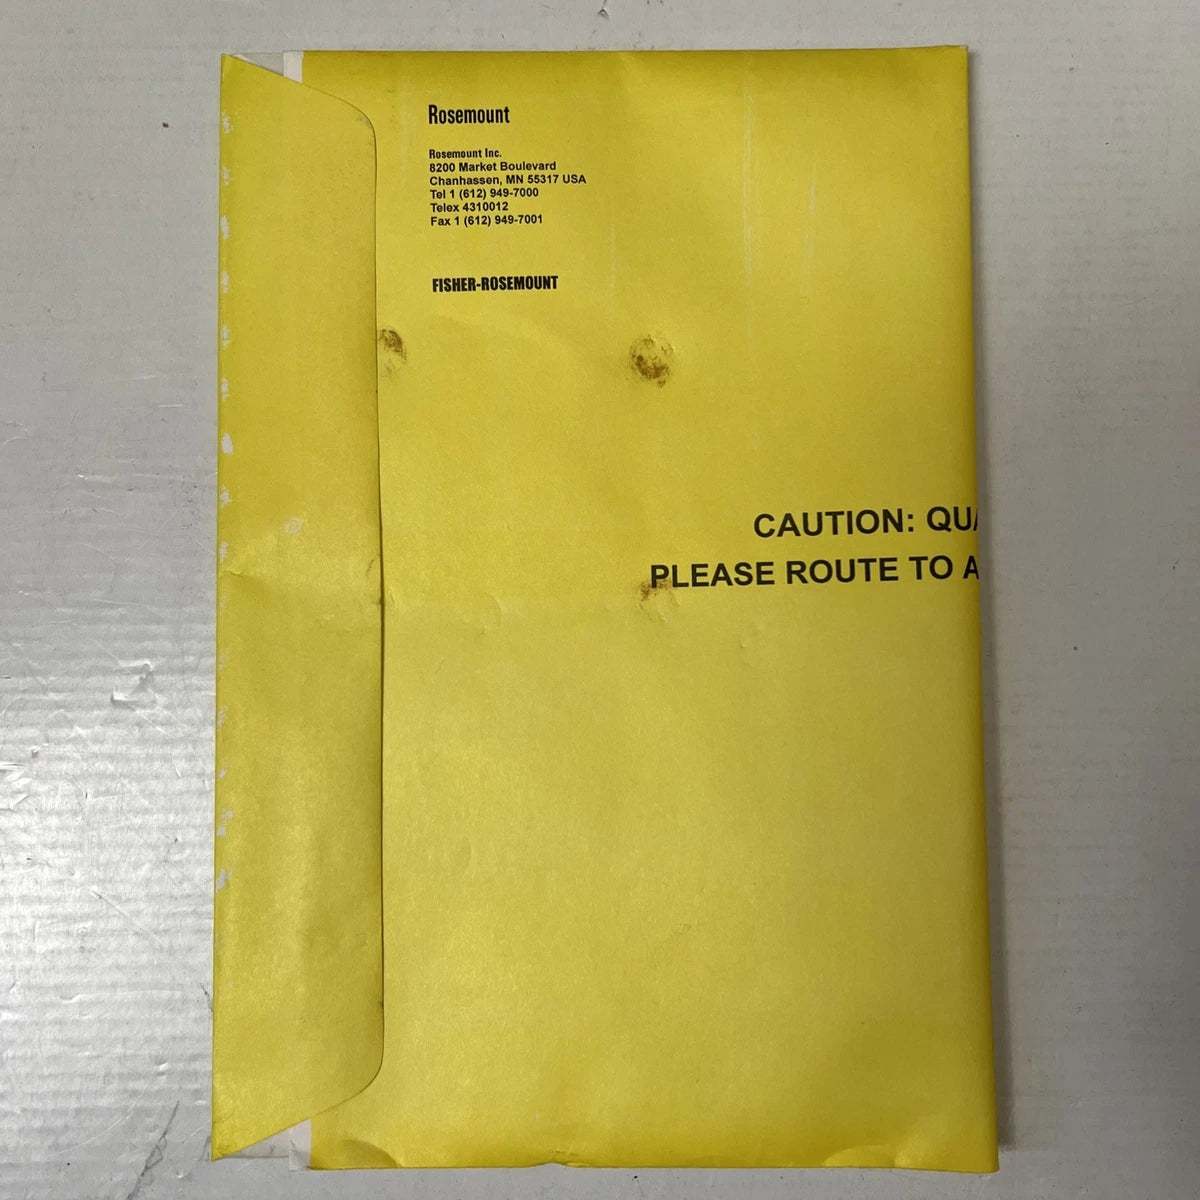 Rosemount
Rosemount Inc.
8200 Market Boulevard
Chanhassen, MN 55317 USA
Tel 1 (612) 949-7000
Telex 4310012
Fax 1 (612) 949-7001
FISHER-ROSEMOUNT
CAUTION: QUA
PLEASE ROUTE TO A